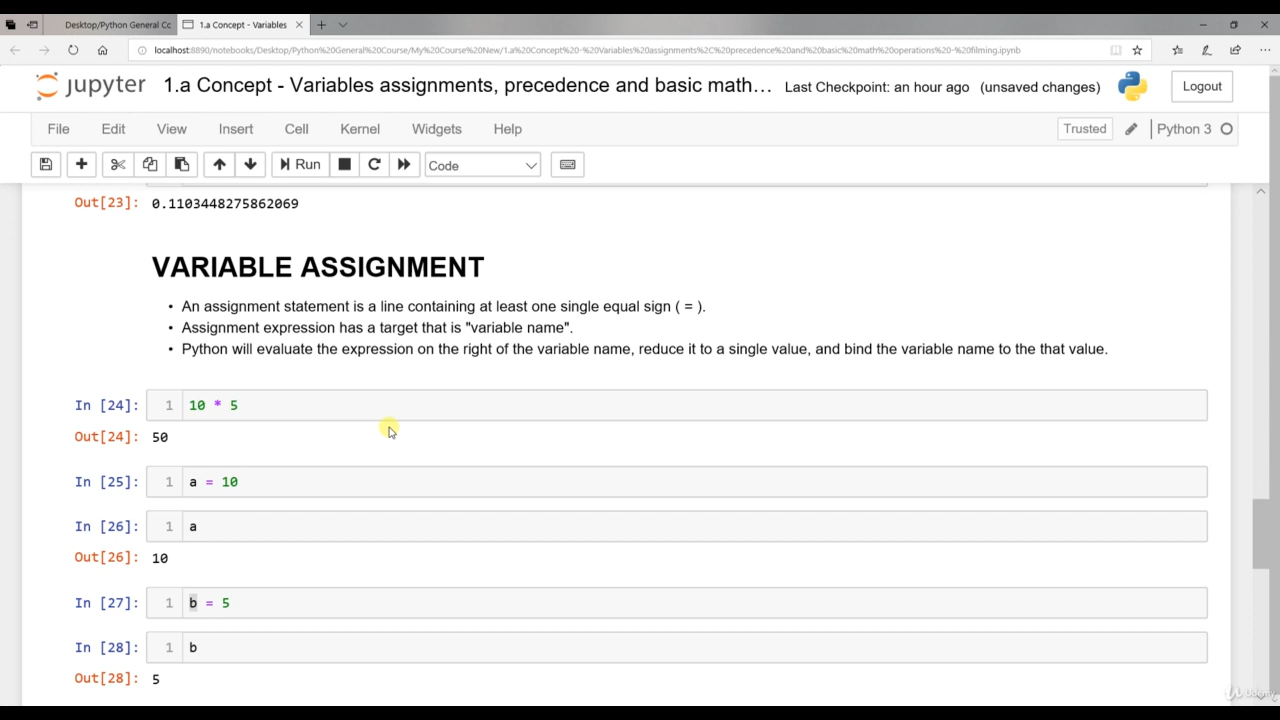 Desktop/Python General Co
1.a Concept - Variables
localhost:8890/notebooks/Desktop/Python%20General%20Course/My%20Course%20New/1.a%20Concept%20-%20Variables%20assignments%2C%20precedence%20and%20basic%20math%20operations%20-%20filming.ipynb
jupyter 1.a Concept - Variables assignments, precedence and basic math… Last Checkpoint: an hour ago (unsaved changes) Logout
File Edit View Insert Cell Kernel Widgets Help Trusted Python 3
Run Code
Out[23]: 0.1103448275862069
VARIABLE ASSIGNMENT
• An assignment statement is a line containing at least one single equal sign ( = ).
• Assignment expression has a target that is "variable name".
• Python will evaluate the expression on the right of the variable name, reduce it to a single value, and bind the variable name to the that value.
In [24]: 1 10 * 5
Out[24]: 50
In [25]: 1 a = 10
In [26]: 1 a
Out[26]: 10
In [27]: 1 b = 5
In [28]: 1 b
Out[28]: 5
Udemy